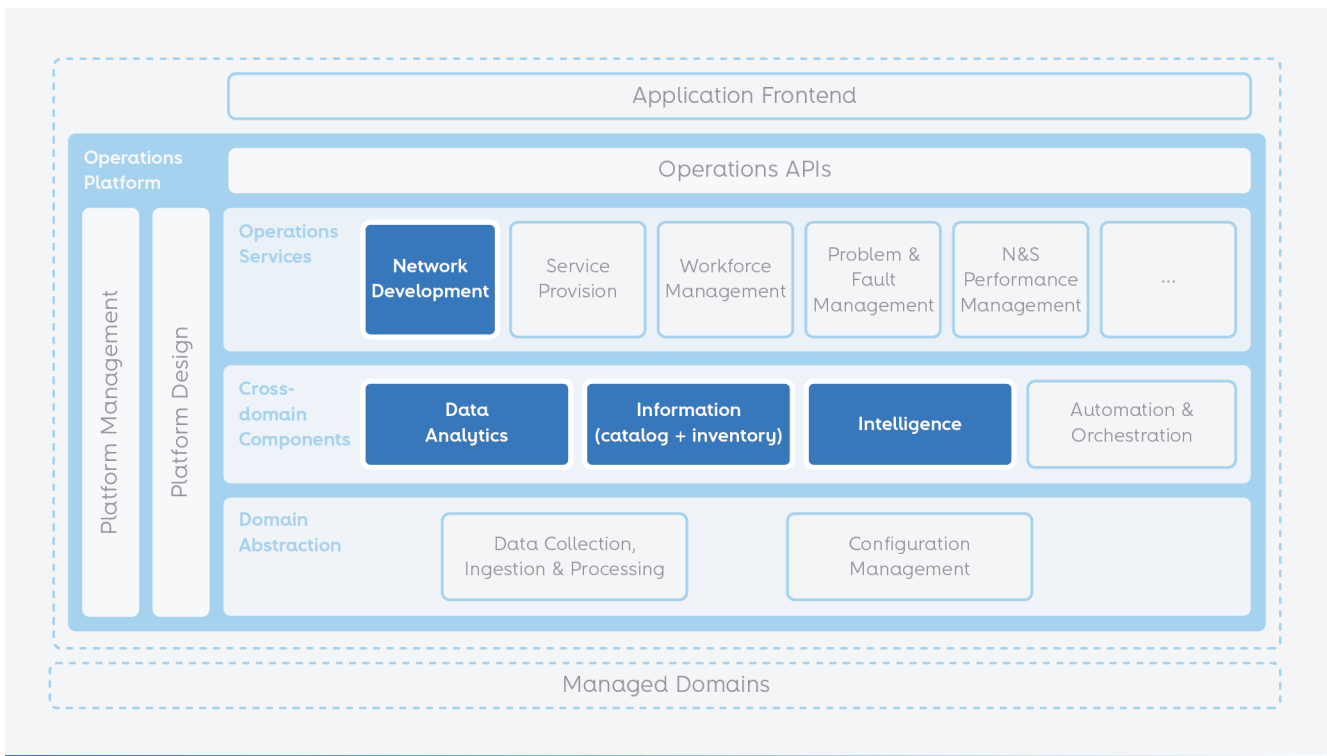 Application Frontend
Operations
Platform
Operations APIs
Platform Management
Platform Design
Operations
Services
Network
Development
Service
Provision
Workforce
Management
Problem &
Fault
Management
N&S
Performance
Management
...
Cross-
domain
Components
Data
Analytics
Information
(catalog + inventory)
Intelligence
Automation &
Orchestration
Domain
Abstraction
Data Collection,
Ingestion & Processing
Configuration
Management
Managed Domains